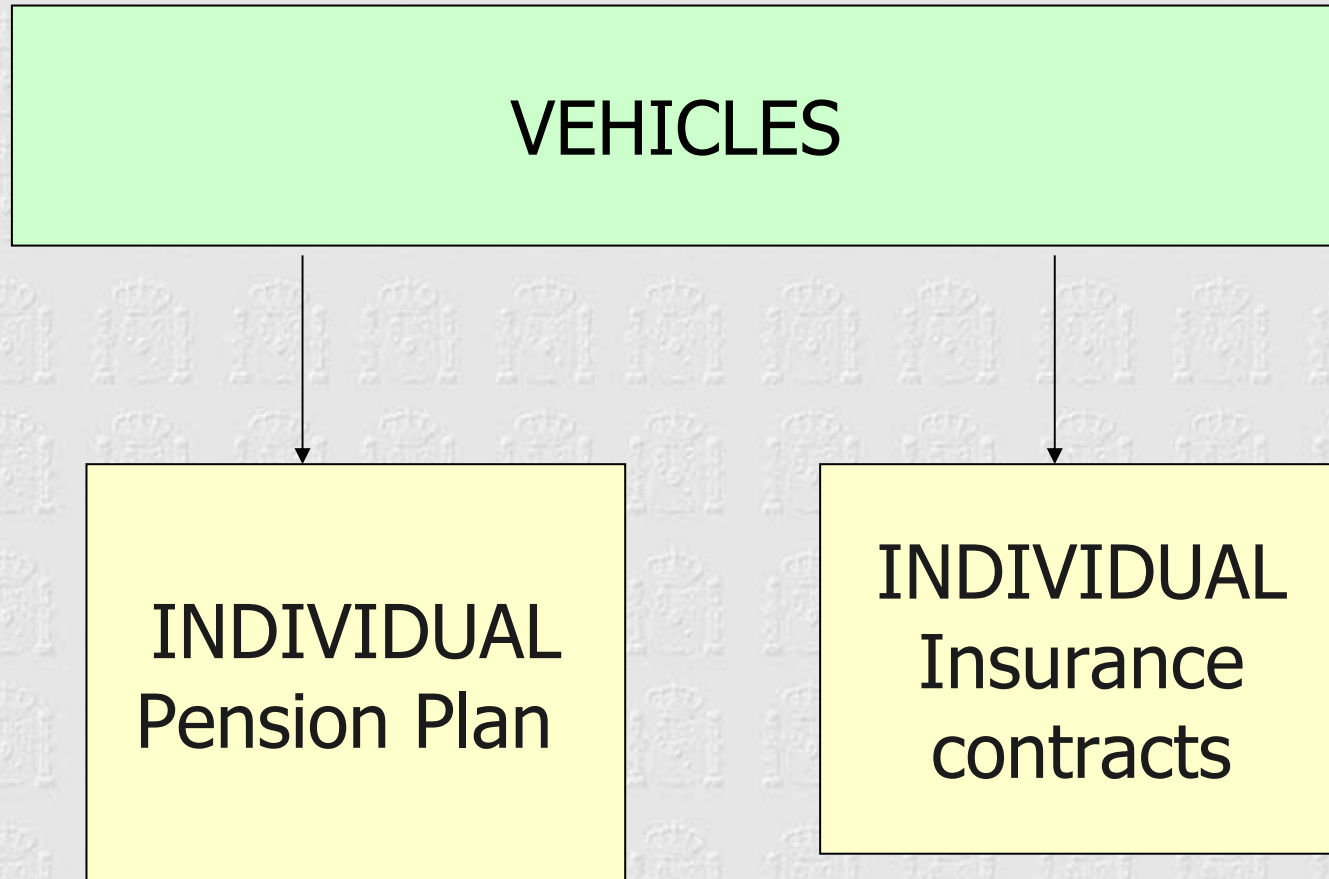 VEHICLES
INDIVIDUAL
Pension Plan
INDIVIDUAL
Insurance
contracts